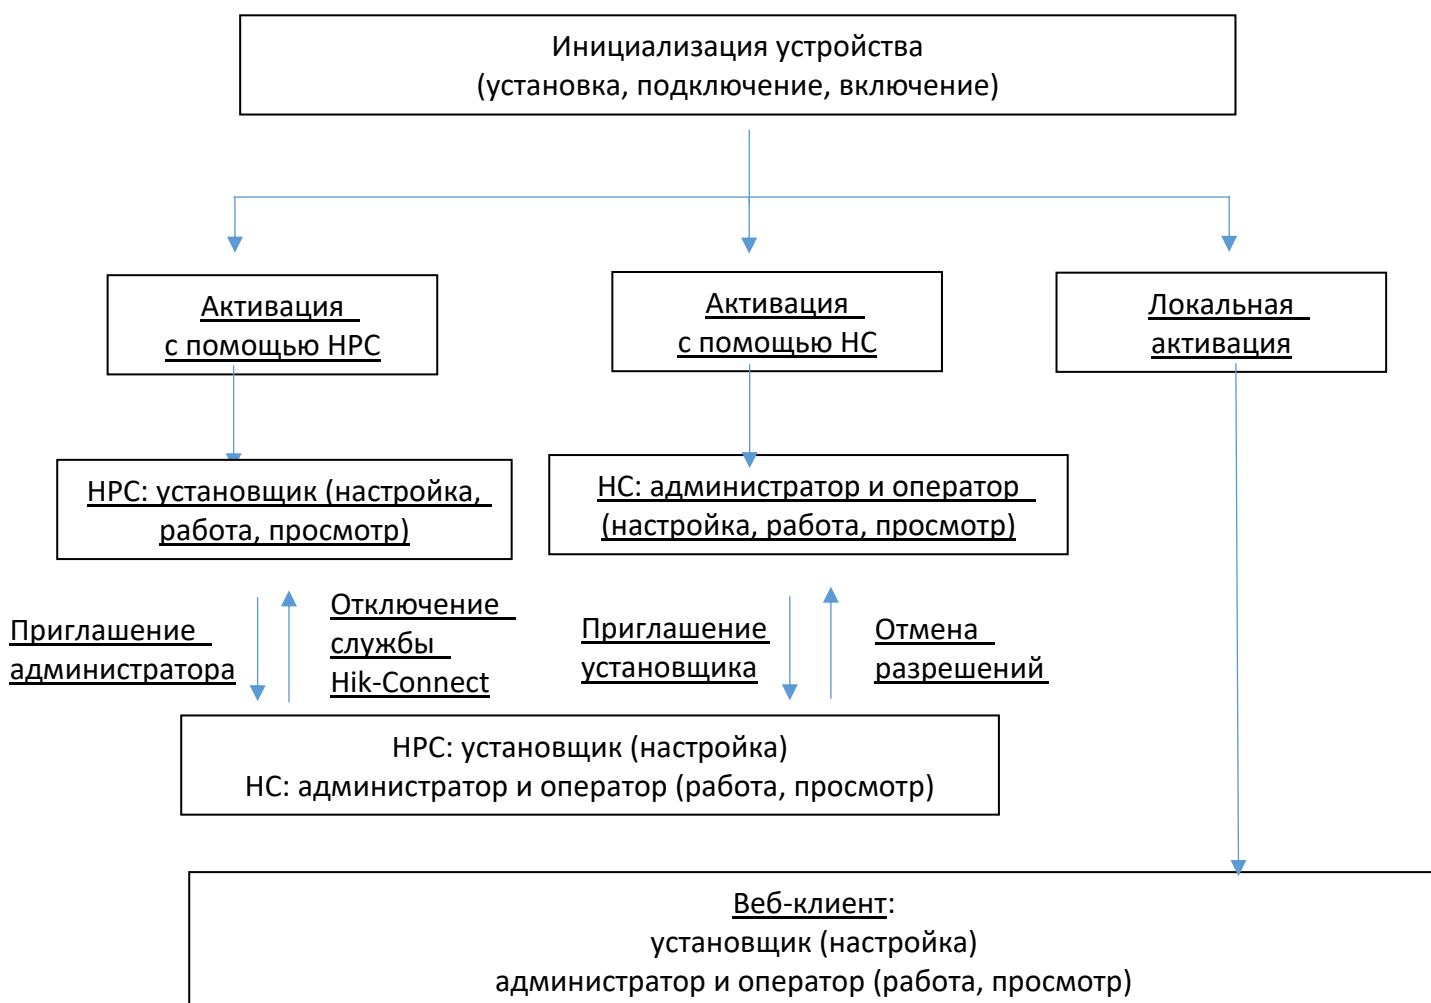 Инициализация устройства
(установка, подключение, включение)
Активация
с помощью HPC
Активация
с помощью HC
Локальная
активация
HPC: установщик (настройка,
работа, просмотр)
HC: администратор и оператор
(настройка, работа, просмотр)
Приглашение
администратора
Отключение
службы
Hik-Connect
Приглашение
установщика
Отмена
разрешений
HPC: установщик (настройка)
HC: администратор и оператор (работа, просмотр)
Веб-клиент:
установщик (настройка)
администратор и оператор (работа, просмотр)